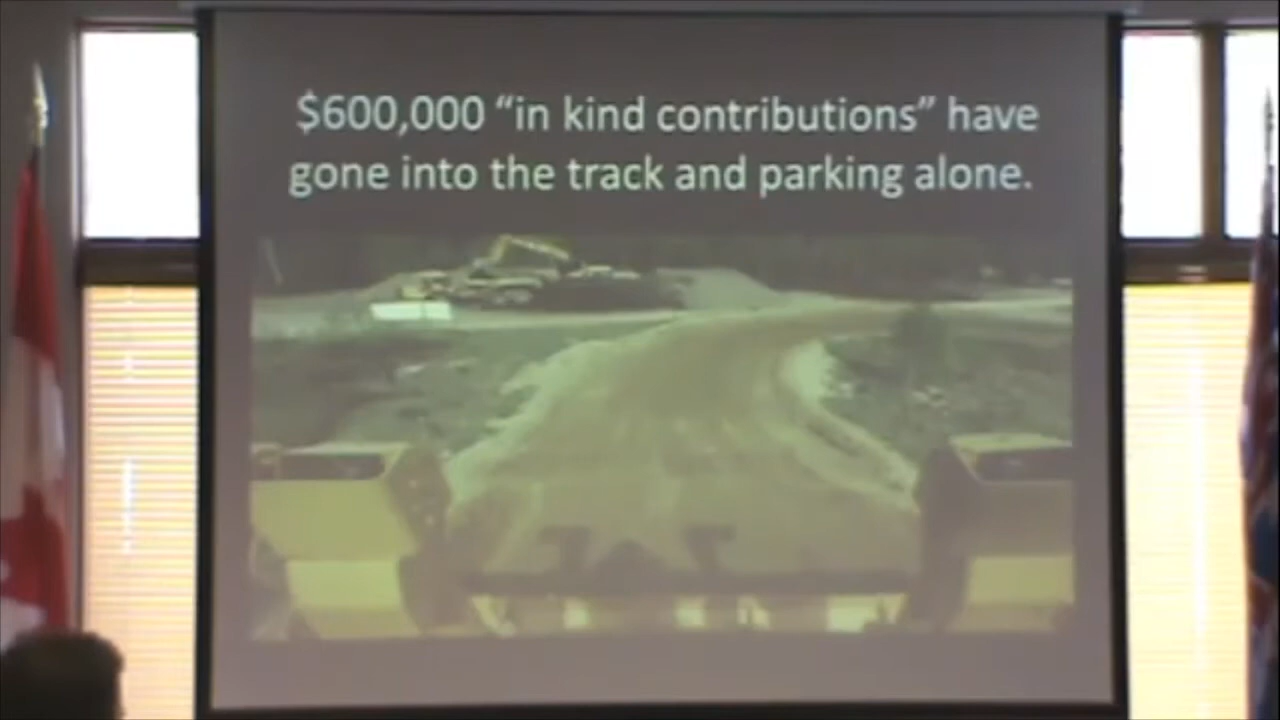 $600,000 “in kind contributions” have
gone into the track and parking alone.